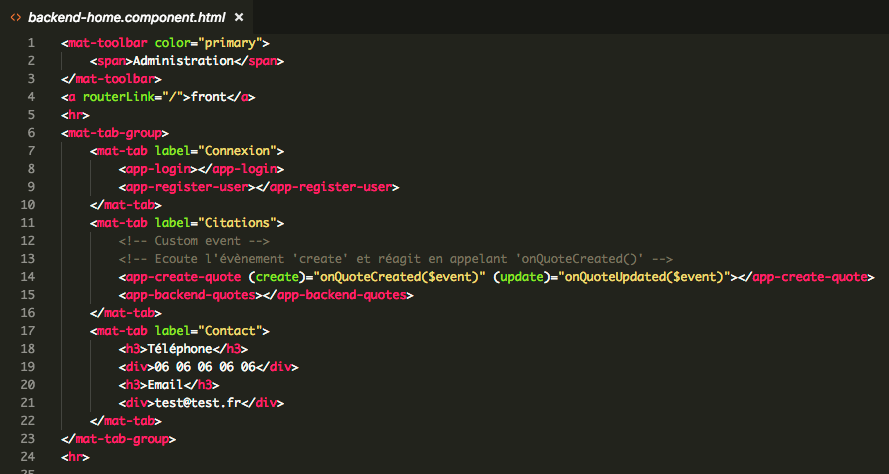 <> backend-home.component.html ×
1 <mat-toolbar color="primary">
2     <span>Administration</span>
3 </mat-toolbar>
4 <a routerLink="/">front</a>
5 <hr>
6 <mat-tab-group>
7     <mat-tab label="Connexion">
8         <app-login></app-login>
9         <app-register-user></app-register-user>
10     </mat-tab>
11     <mat-tab label="Citations">
12         <!-- Custom event -->
13         <!-- Ecoute l'évènement 'create' et réagit en appelant 'onQuoteCreated()' -->
14         <app-create-quote (create)="onQuoteCreated($event)" (update)="onQuoteUpdated($event)"></app-create-quote>
15         <app-backend-quotes></app-backend-quotes>
16     </mat-tab>
17     <mat-tab label="Contact">
18         <h3>Téléphone</h3>
19         <div>06 06 06 06 06</div>
20         <h3>Email</h3>
21         <div>test@test.fr</div>
22     </mat-tab>
23 </mat-tab-group>
24 <hr>
25